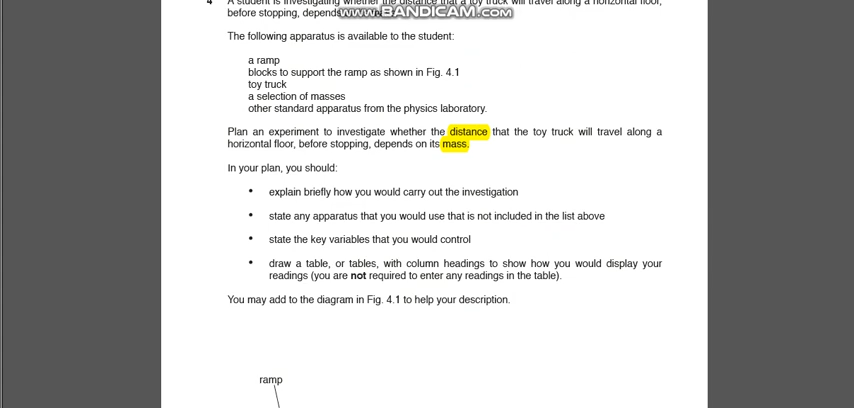 4 A student is investigating whether the distance that a toy truck will travel along a horizontal floor,
before stopping, depends
www.BANDICAM.com
The following apparatus is available to the student:
a ramp
blocks to support the ramp as shown in Fig. 4.1
toy truck
a selection of masses
other standard apparatus from the physics laboratory.
Plan an experiment to investigate whether the distance that the toy truck will travel along a
horizontal floor, before stopping, depends on its mass.
In your plan, you should:
• explain briefly how you would carry out the investigation
• state any apparatus that you would use that is not included in the list above
• state the key variables that you would control
• draw a table, or tables, with column headings to show how you would display your
readings (you are not required to enter any readings in the table).
You may add to the diagram in Fig. 4.1 to help your description.
ramp